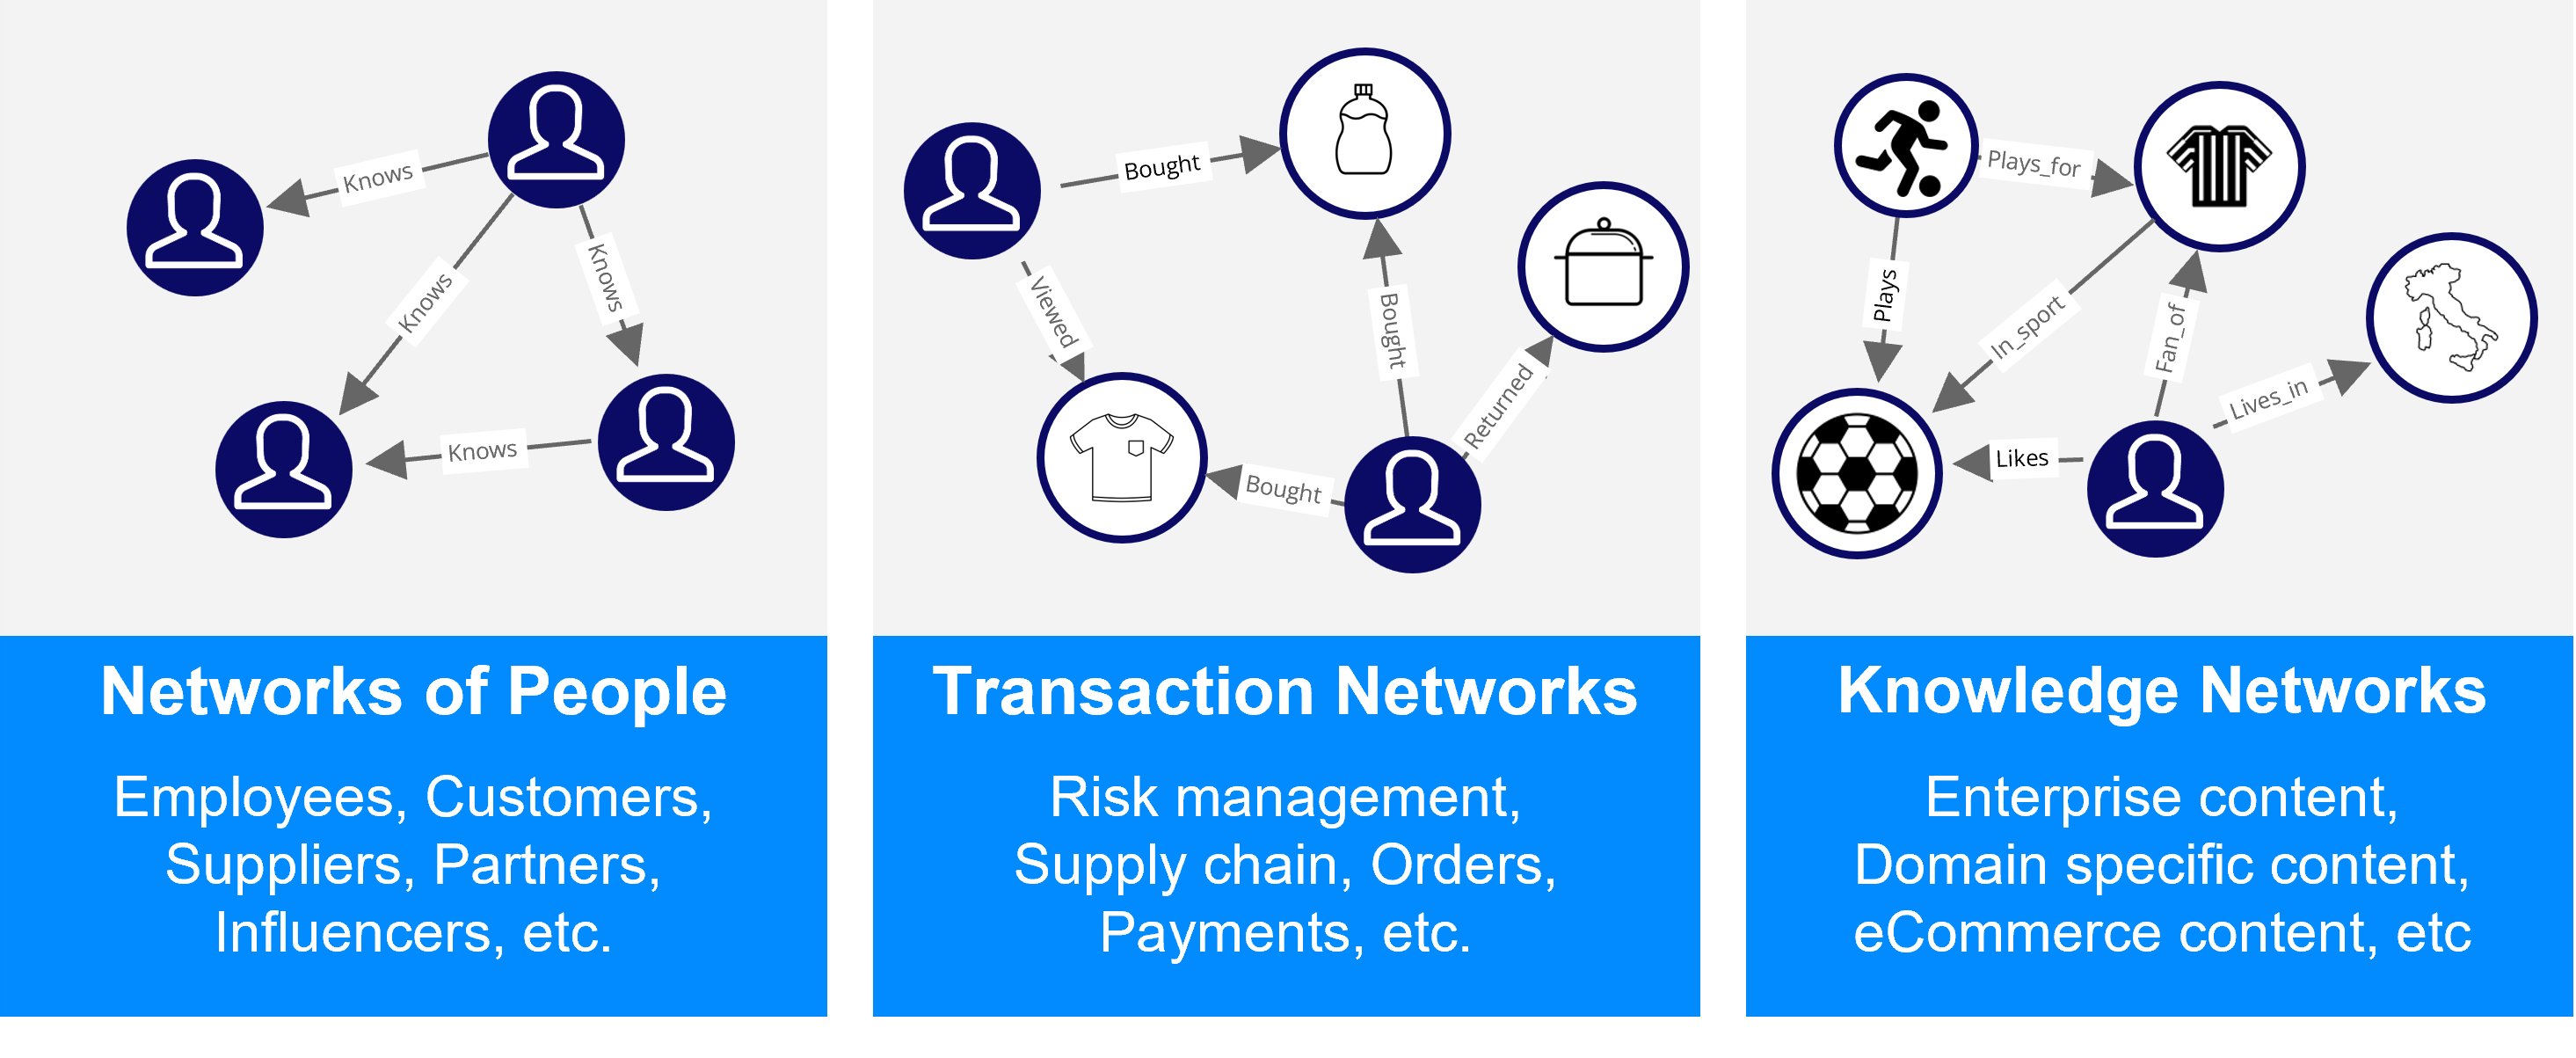 Knows
Knows
Knows
Knows
Networks of People
Employees, Customers,
Suppliers, Partners,
Influencers, etc.
Bought
Viewed
Bought
Returned
Bought
Transaction Networks
Risk management,
Supply chain, Orders,
Payments, etc.
Plays_for
Plays
In_sport
Fan_of
Lives_in
Likes
Knowledge Networks
Enterprise content,
Domain specific content,
eCommerce content, etc